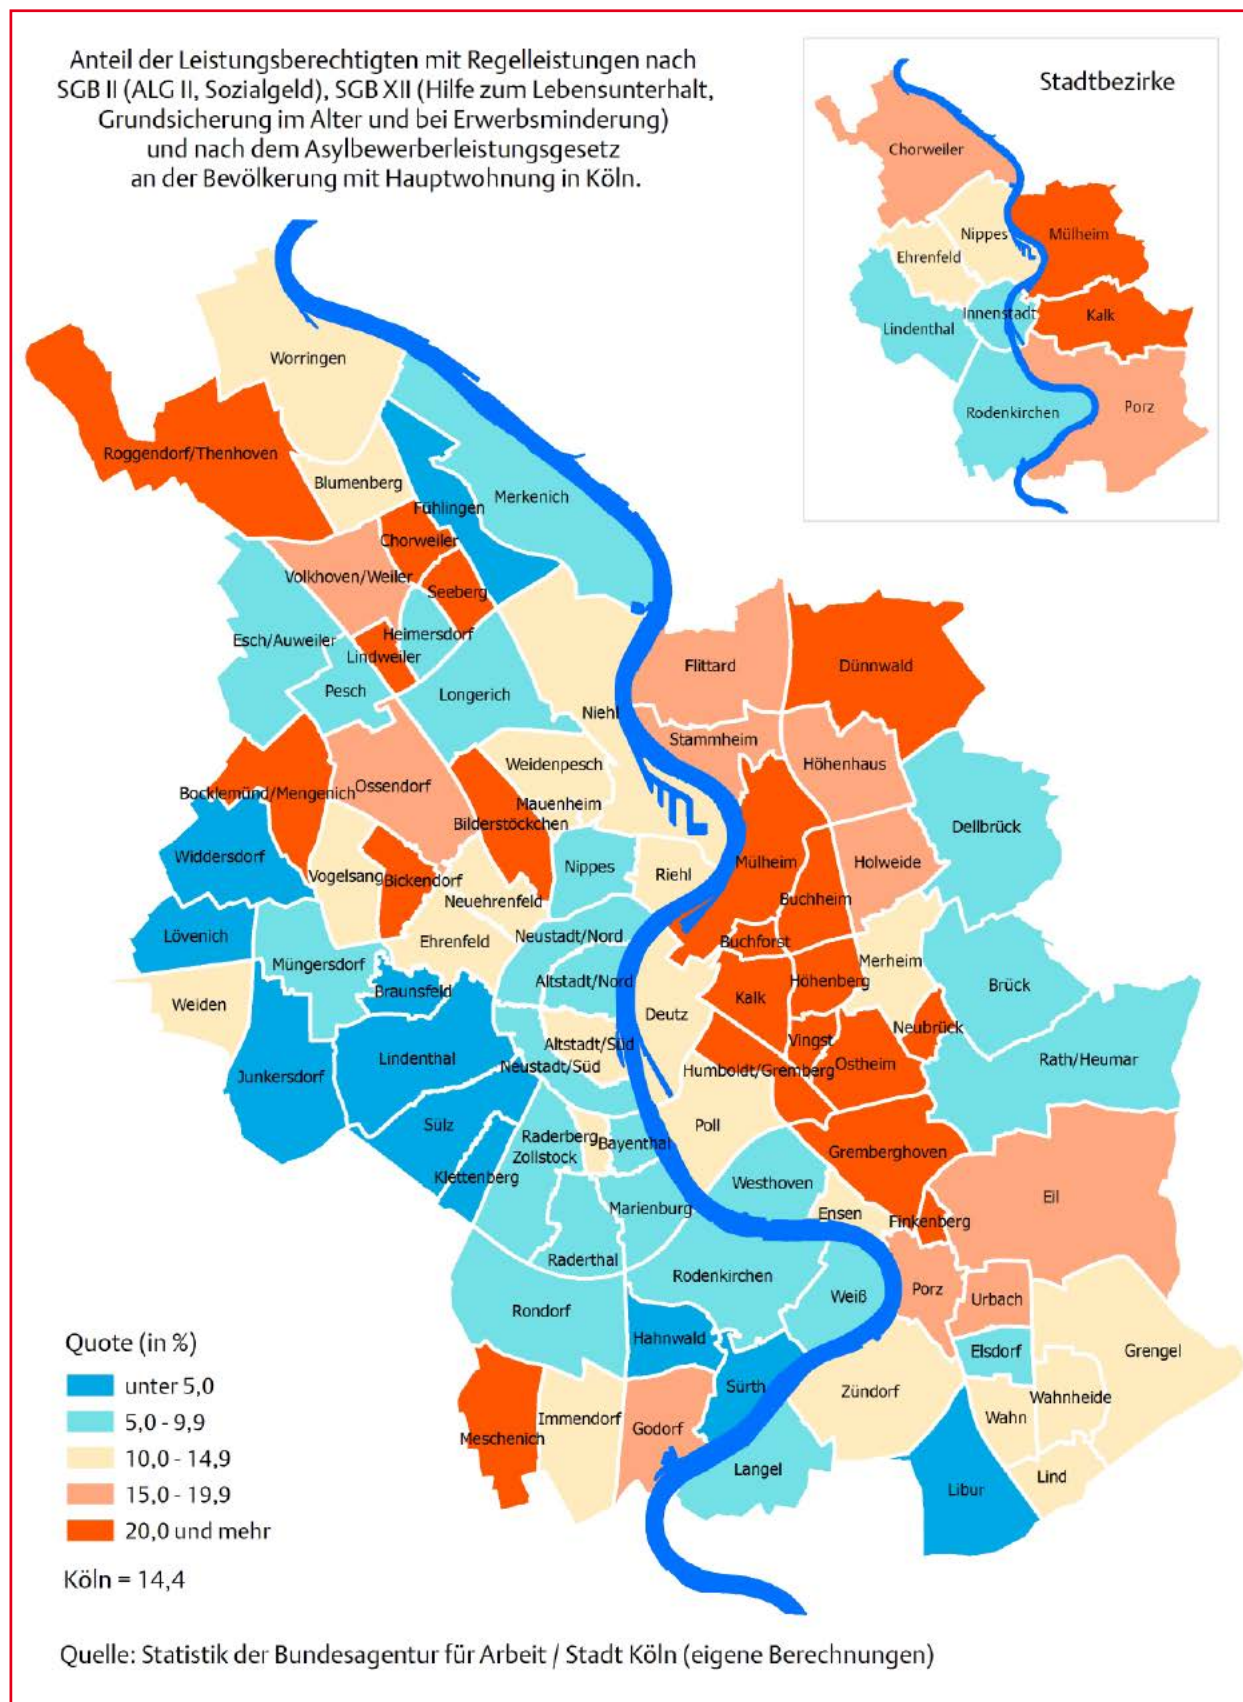 Anteil der Leistungsberechtigten mit Regelleistungen nach
SGB II (ALG II, Sozialgeld), SGB XII (Hilfe zum Lebensunterhalt,
Grundsicherung im Alter und bei Erwerbsminderung)
und nach dem Asylbewerberleistungsgesetz
an der Bevölkerung mit Hauptwohnung in Köln.
Stadtbezirke
Chorweiler
Nippes
Mülheim
Ehrenfeld
Innenstadt
Kalk
Lindenthal
Rodenkirchen
Porz
Worringen
Roggendorf/Thenhoven
Blumenberg
Merkenich
Fühlingen
Chorweiler
Volkhoven/Weiler
Seeberg
Heimersdorf
Esch/Auweiler
Lindweiler
Pesch
Longerich
Flittard
Dünnwald
Niehl
Stammheim
Höhenhaus
Weidenpesch
Bocklemünd/Mengenich
Ossendorf
Mauenheim
Bilderstöckchen
Dellbrück
Widdersdorf
Nippes
Mülheim
Holweide
Vogelsang
Bickendorf
Riehl
Neuehrenfeld
Buchheim
Lövenich
Ehrenfeld
Neustadt/Nord
Buchforst
Müngersdorf
Merheim
Braunsfeld
Altstadt/Nord
Höhenberg
Brück
Weiden
Kalk
Deutz
Neubrück
Lindenthal
Altstadt/Süd
Vingst
Rath/Heumar
Junkersdorf
Neustadt/Süd
Humboldt/Gremberg
Ostheim
Sülz
Raderberg
Bayenthal
Poll
Zollstock
Gremberghoven
Klettenberg
Westhoven
Eil
Marienburg
Ensen
Finkenberg
Raderthal
Rodenkirchen
Weiß
Porz
Urbach
Rondorf
Hahnwald
Elsdorf
Grengel
Sürth
Zündorf
Wahnheide
Immendorf
Wahn
Meschenich
Godorf
Langel
Lind
Libur
Quote (in %)
unter 5,0
5,0 - 9,9
10,0 - 14,9
15,0 - 19,9
20,0 und mehr
Köln = 14,4
Quelle: Statistik der Bundesagentur für Arbeit / Stadt Köln (eigene Berechnungen)